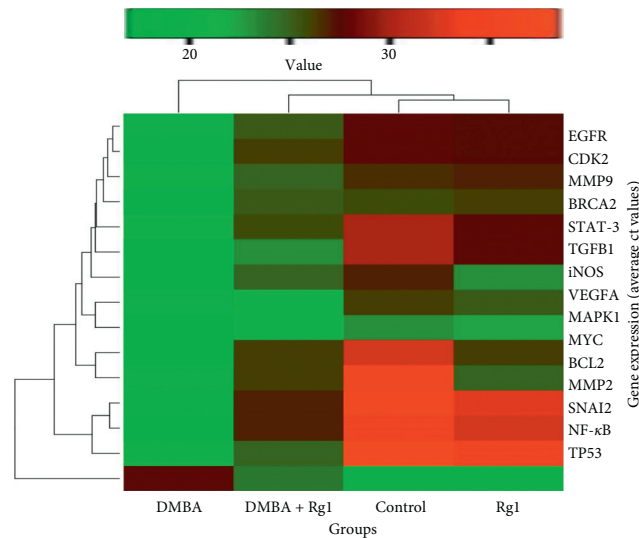 20 30
Value
EGFR
CDK2
MMP9
BRCA2
STAT-3
TGFB1
iNOS
VEGFA
MAPK1
MYC
BCL2
MMP2
SNAI2
NF-κB
TP53
Gene expression (average ct values)
DMBA DMBA + Rg1 Control Rg1
Groups